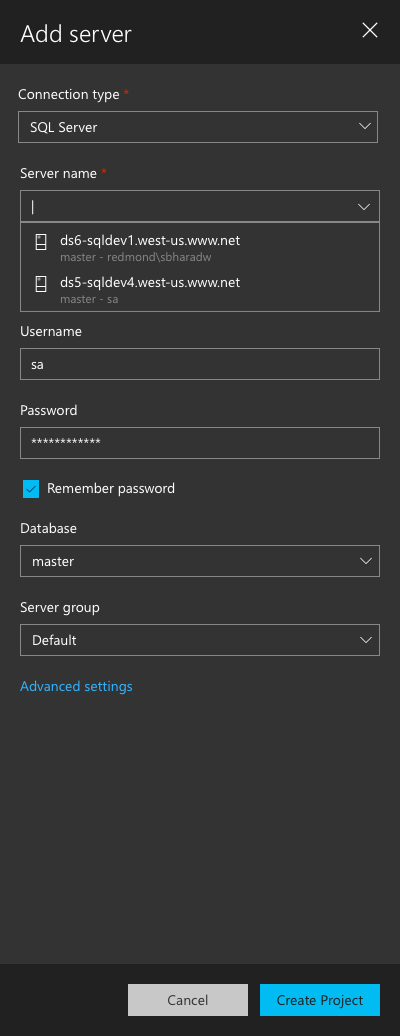 Add server
Connection type *
SQL Server
Server name *
ds6-sqldev1.west-us.www.net
master - redmond\sbharadw
ds5-sqldev4.west-us.www.net
master - sa
Username
sa
Password
************
Remember password
Database
master
Server group
Default
Advanced settings
Cancel
Create Project